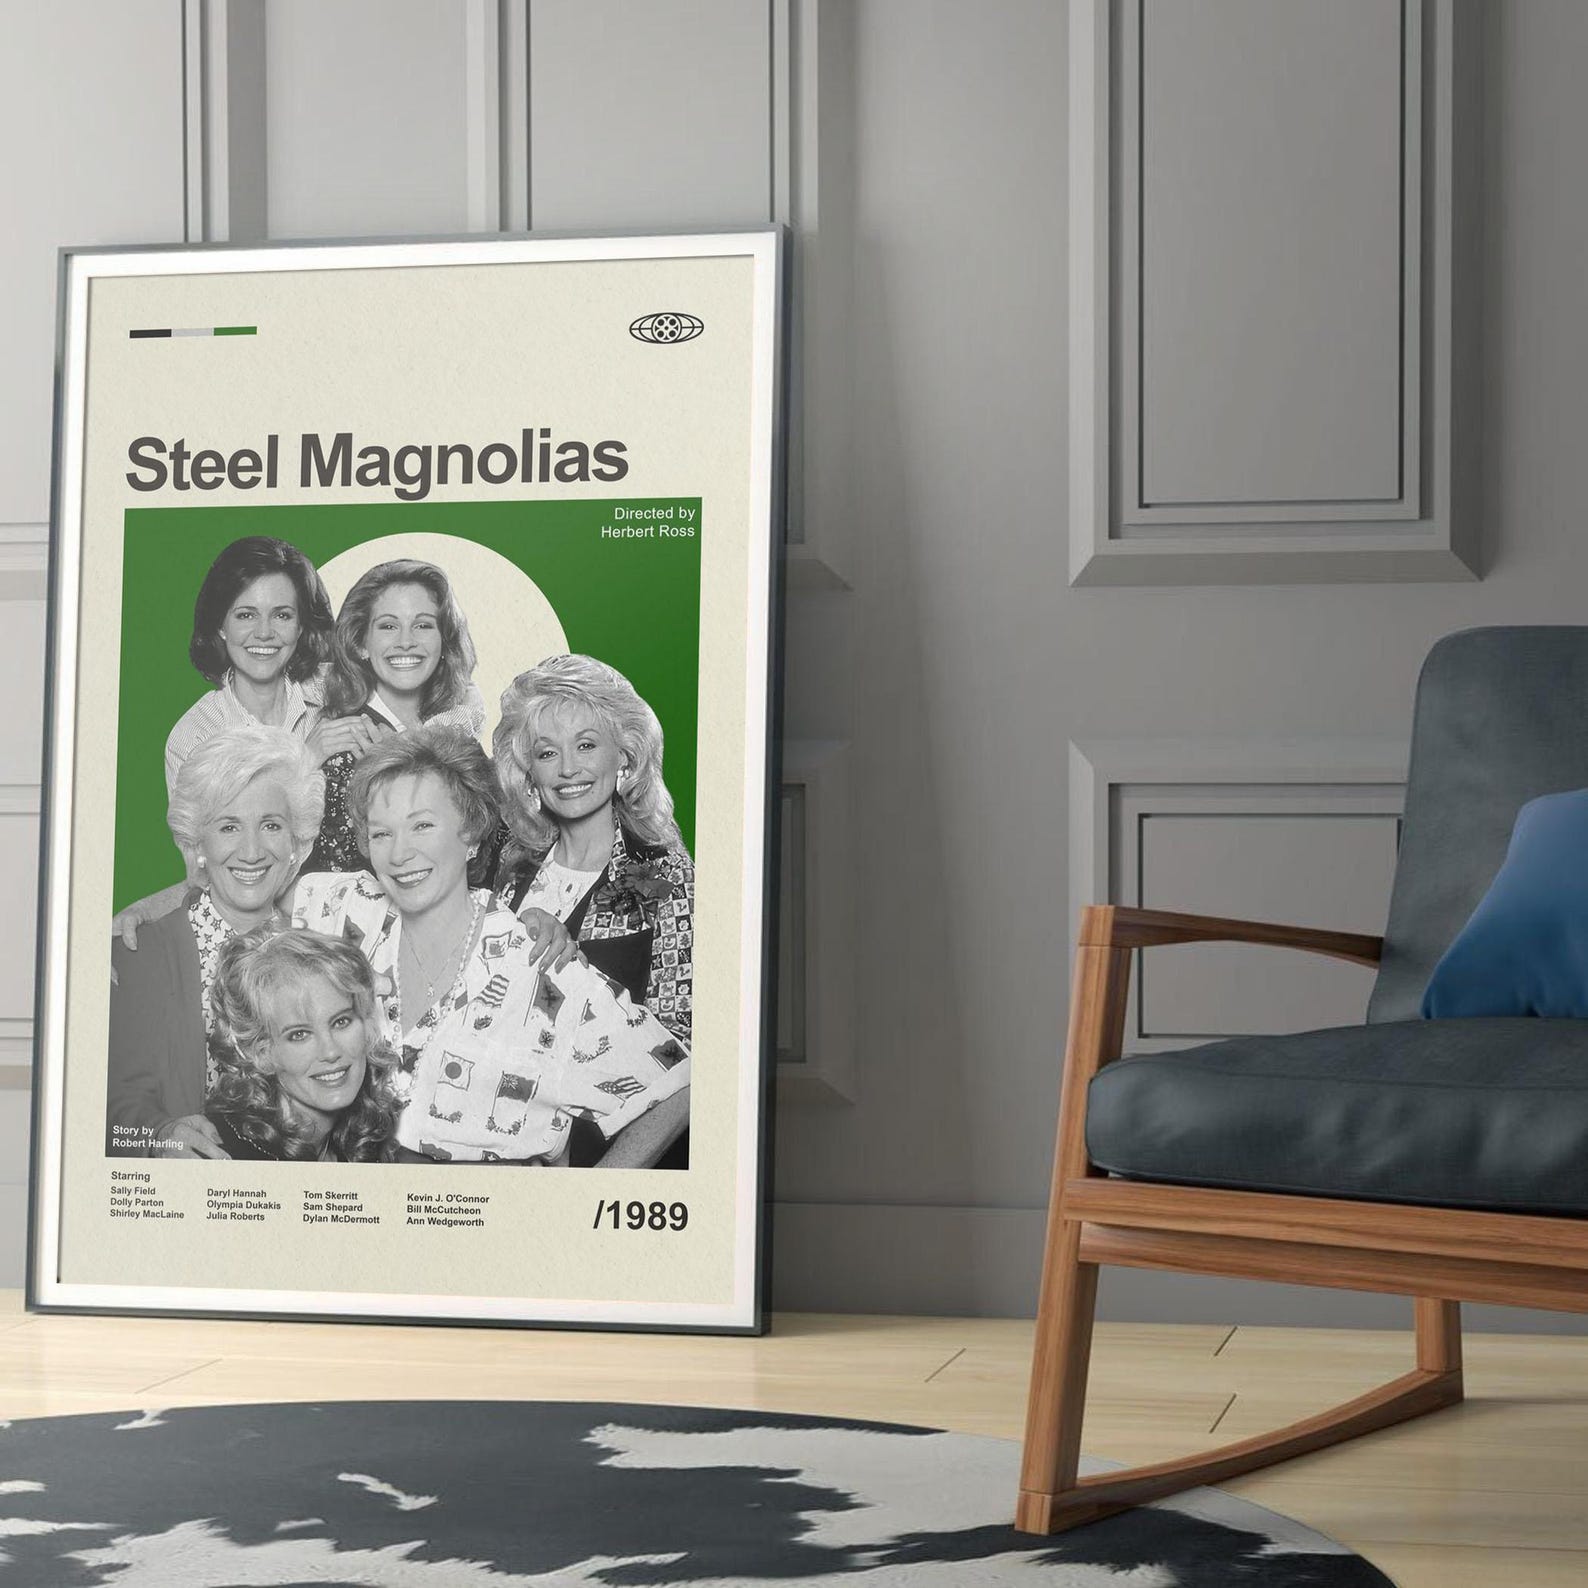 Steel Magnolias
Directed by
Herbert Ross
Story by
Robert Harling
Starring
Sally Field
Dolly Parton
Shirley MacLaine
Daryl Hannah
Olympia Dukakis
Julia Roberts
Tom Skerritt
Sam Shepard
Dylan McDermott
Kevin J. O'Connor
Bill McCutcheon
Ann Wedgeworth
/1989